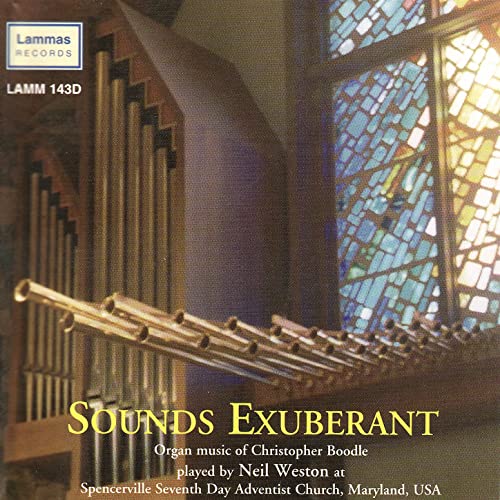 Lammas
RECORDS
LAMM 143D
SOUNDS EXUBERANT
Organ music of Christopher Boodle
played by Neil Weston at
Spencerville Seventh Day Adventist Church, Maryland, USA